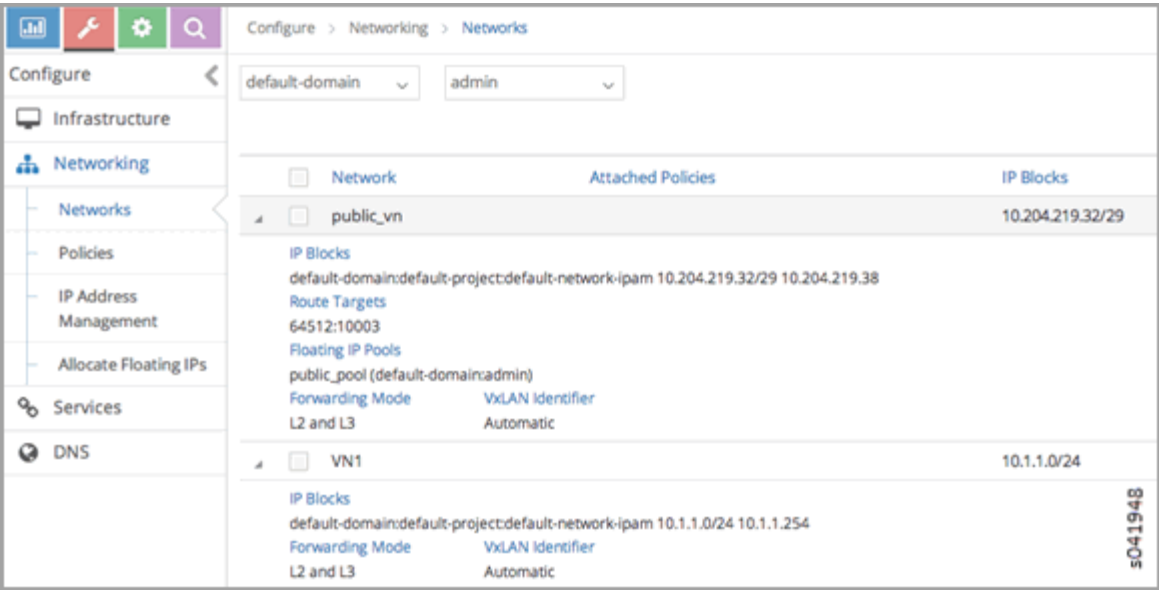 Configure > Networking > Networks
Configure
default-domain
admin
Infrastructure
Networking
Networks
Policies
IP Address
Management
Allocate Floating IPs
Services
DNS
Network Attached Policies IP Blocks
public_vn 10.204.219.32/29
IP Blocks
default-domain:default-project:default-network-ipam 10.204.219.32/29 10.204.219.38
Route Targets
64512:10003
Floating IP Pools
public_pool (default-domain:admin)
Forwarding Mode VxLAN Identifier
L2 and L3 Automatic
VN1 10.1.1.0/24
IP Blocks
default-domain:default-project:default-network-ipam 10.1.1.0/24 10.1.1.254
Forwarding Mode VxLAN Identifier
L2 and L3 Automatic
s041948